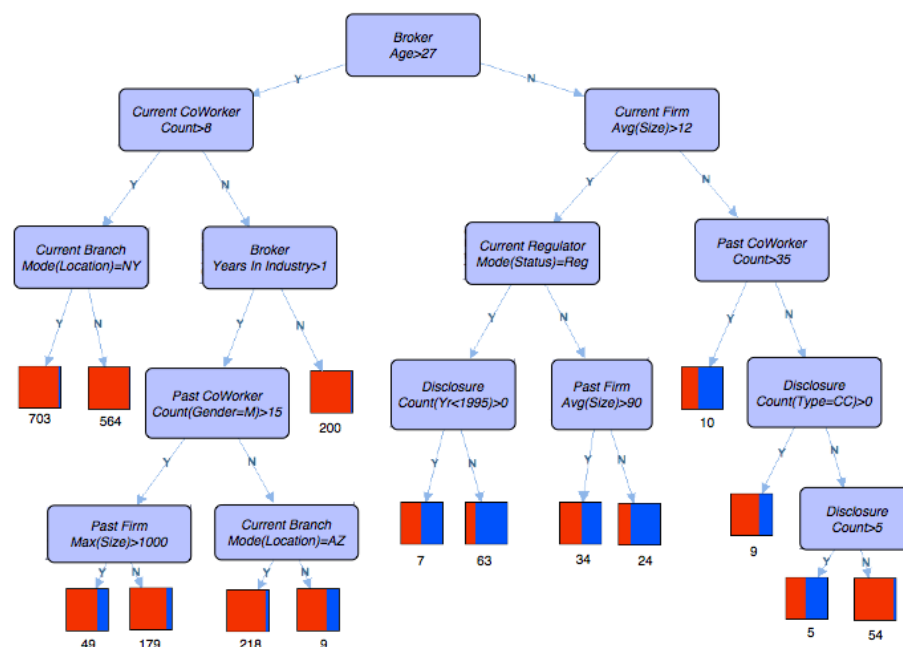 Broker
Age>27
Y
N
Current CoWorker
Count>8
Current Firm
Avg(Size)>12
Y
N
Y
N
Current Branch
Mode(Location)=NY
Broker
Years In Industry>1
Current Regulator
Mode(Status)=Reg
Past CoWorker
Count>35
Y
N
Y
N
Y
N
Y
N
703
564
Past CoWorker
Count(Gender=M)>15
200
Disclosure
Count(Yr<1995)>0
Past Firm
Avg(Size)>90
10
Disclosure
Count(Type=CC)>0
Y
N
Y
N
Y
N
Y
N
Past Firm
Max(Size)>1000
Current Branch
Mode(Location)=AZ
7
63
34
24
9
Disclosure
Count>5
Y
N
Y
N
Y
N
49
179
218
9
5
54